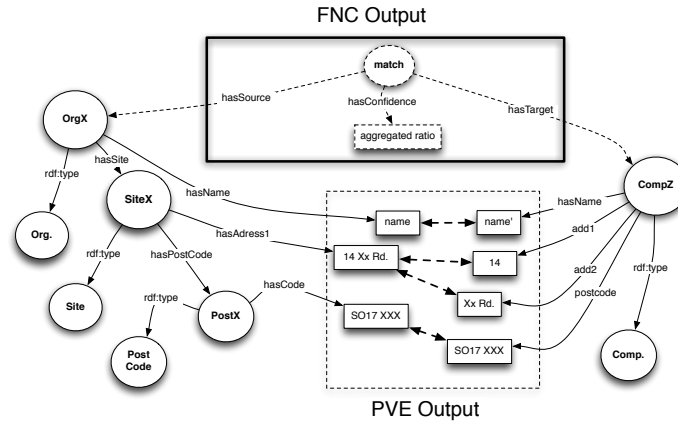 FNC Output
match
hasSource
hasConfidence
hasTarget
aggregated ratio
OrgX
hasSite
rdf:type
hasName
CompZ
SiteX
name
name'
hasName
Org.
hasAdress1
14 Xx Rd.
14
add1
rdf:type
hasPostCode
add2
rdf:type
Site
rdf:type
PostX
hasCode
SO17 XXX
Xx Rd.
postcode
Post
Code
SO17 XXX
Comp.
PVE Output